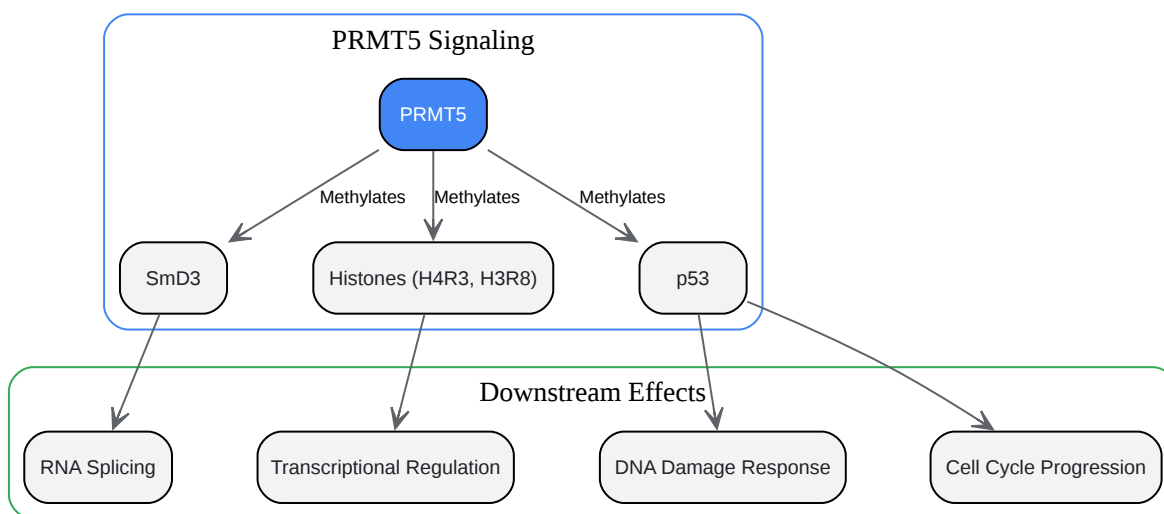 PRMT5 Signaling
PRMT5
Methylates
Methylates
Methylates
SmD3
Histones (H4R3, H3R8)
p53
Downstream Effects
RNA Splicing
Transcriptional Regulation
DNA Damage Response
Cell Cycle Progression